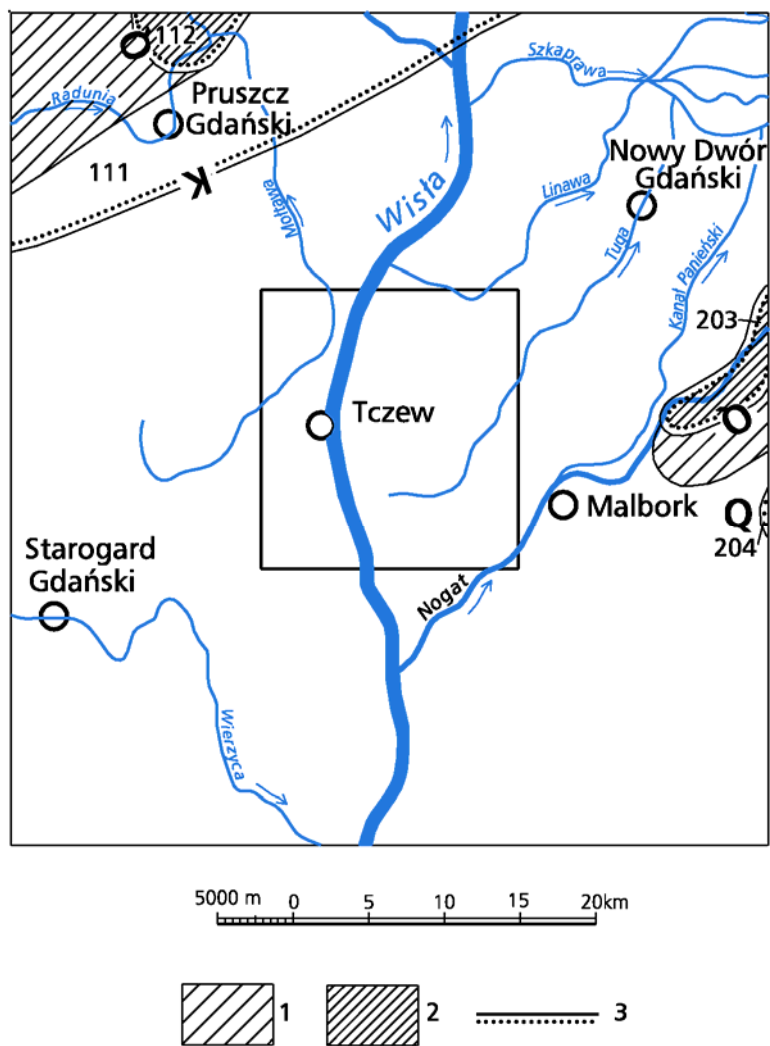 112
O
Radunia
Pruszcz
Gdański
Szkaprawa
111
K
Mołtawa
Wisła
Nowy Dwór
Gdański
Linawa
Tuga
Kanał Panieński
203
Tczew
O
Malbork
Q
204
Starogard
Gdański
Nogat
Wierzyca
5000 m 0 5 10 15 20km
1 2 3